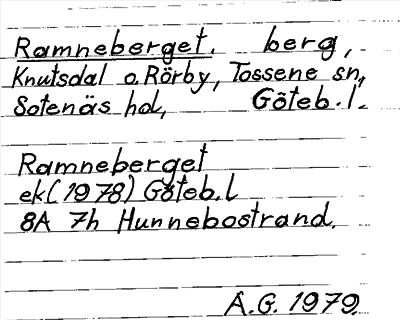 Ramneberget. berg,
Knutsdal o. Rörby, Tossene sn,
Sotenäs hd, Göteb.l.
Ramneberget
ek (1978) Göteb.l
8A 7h Hunnebostrand.
A.G. 1979.